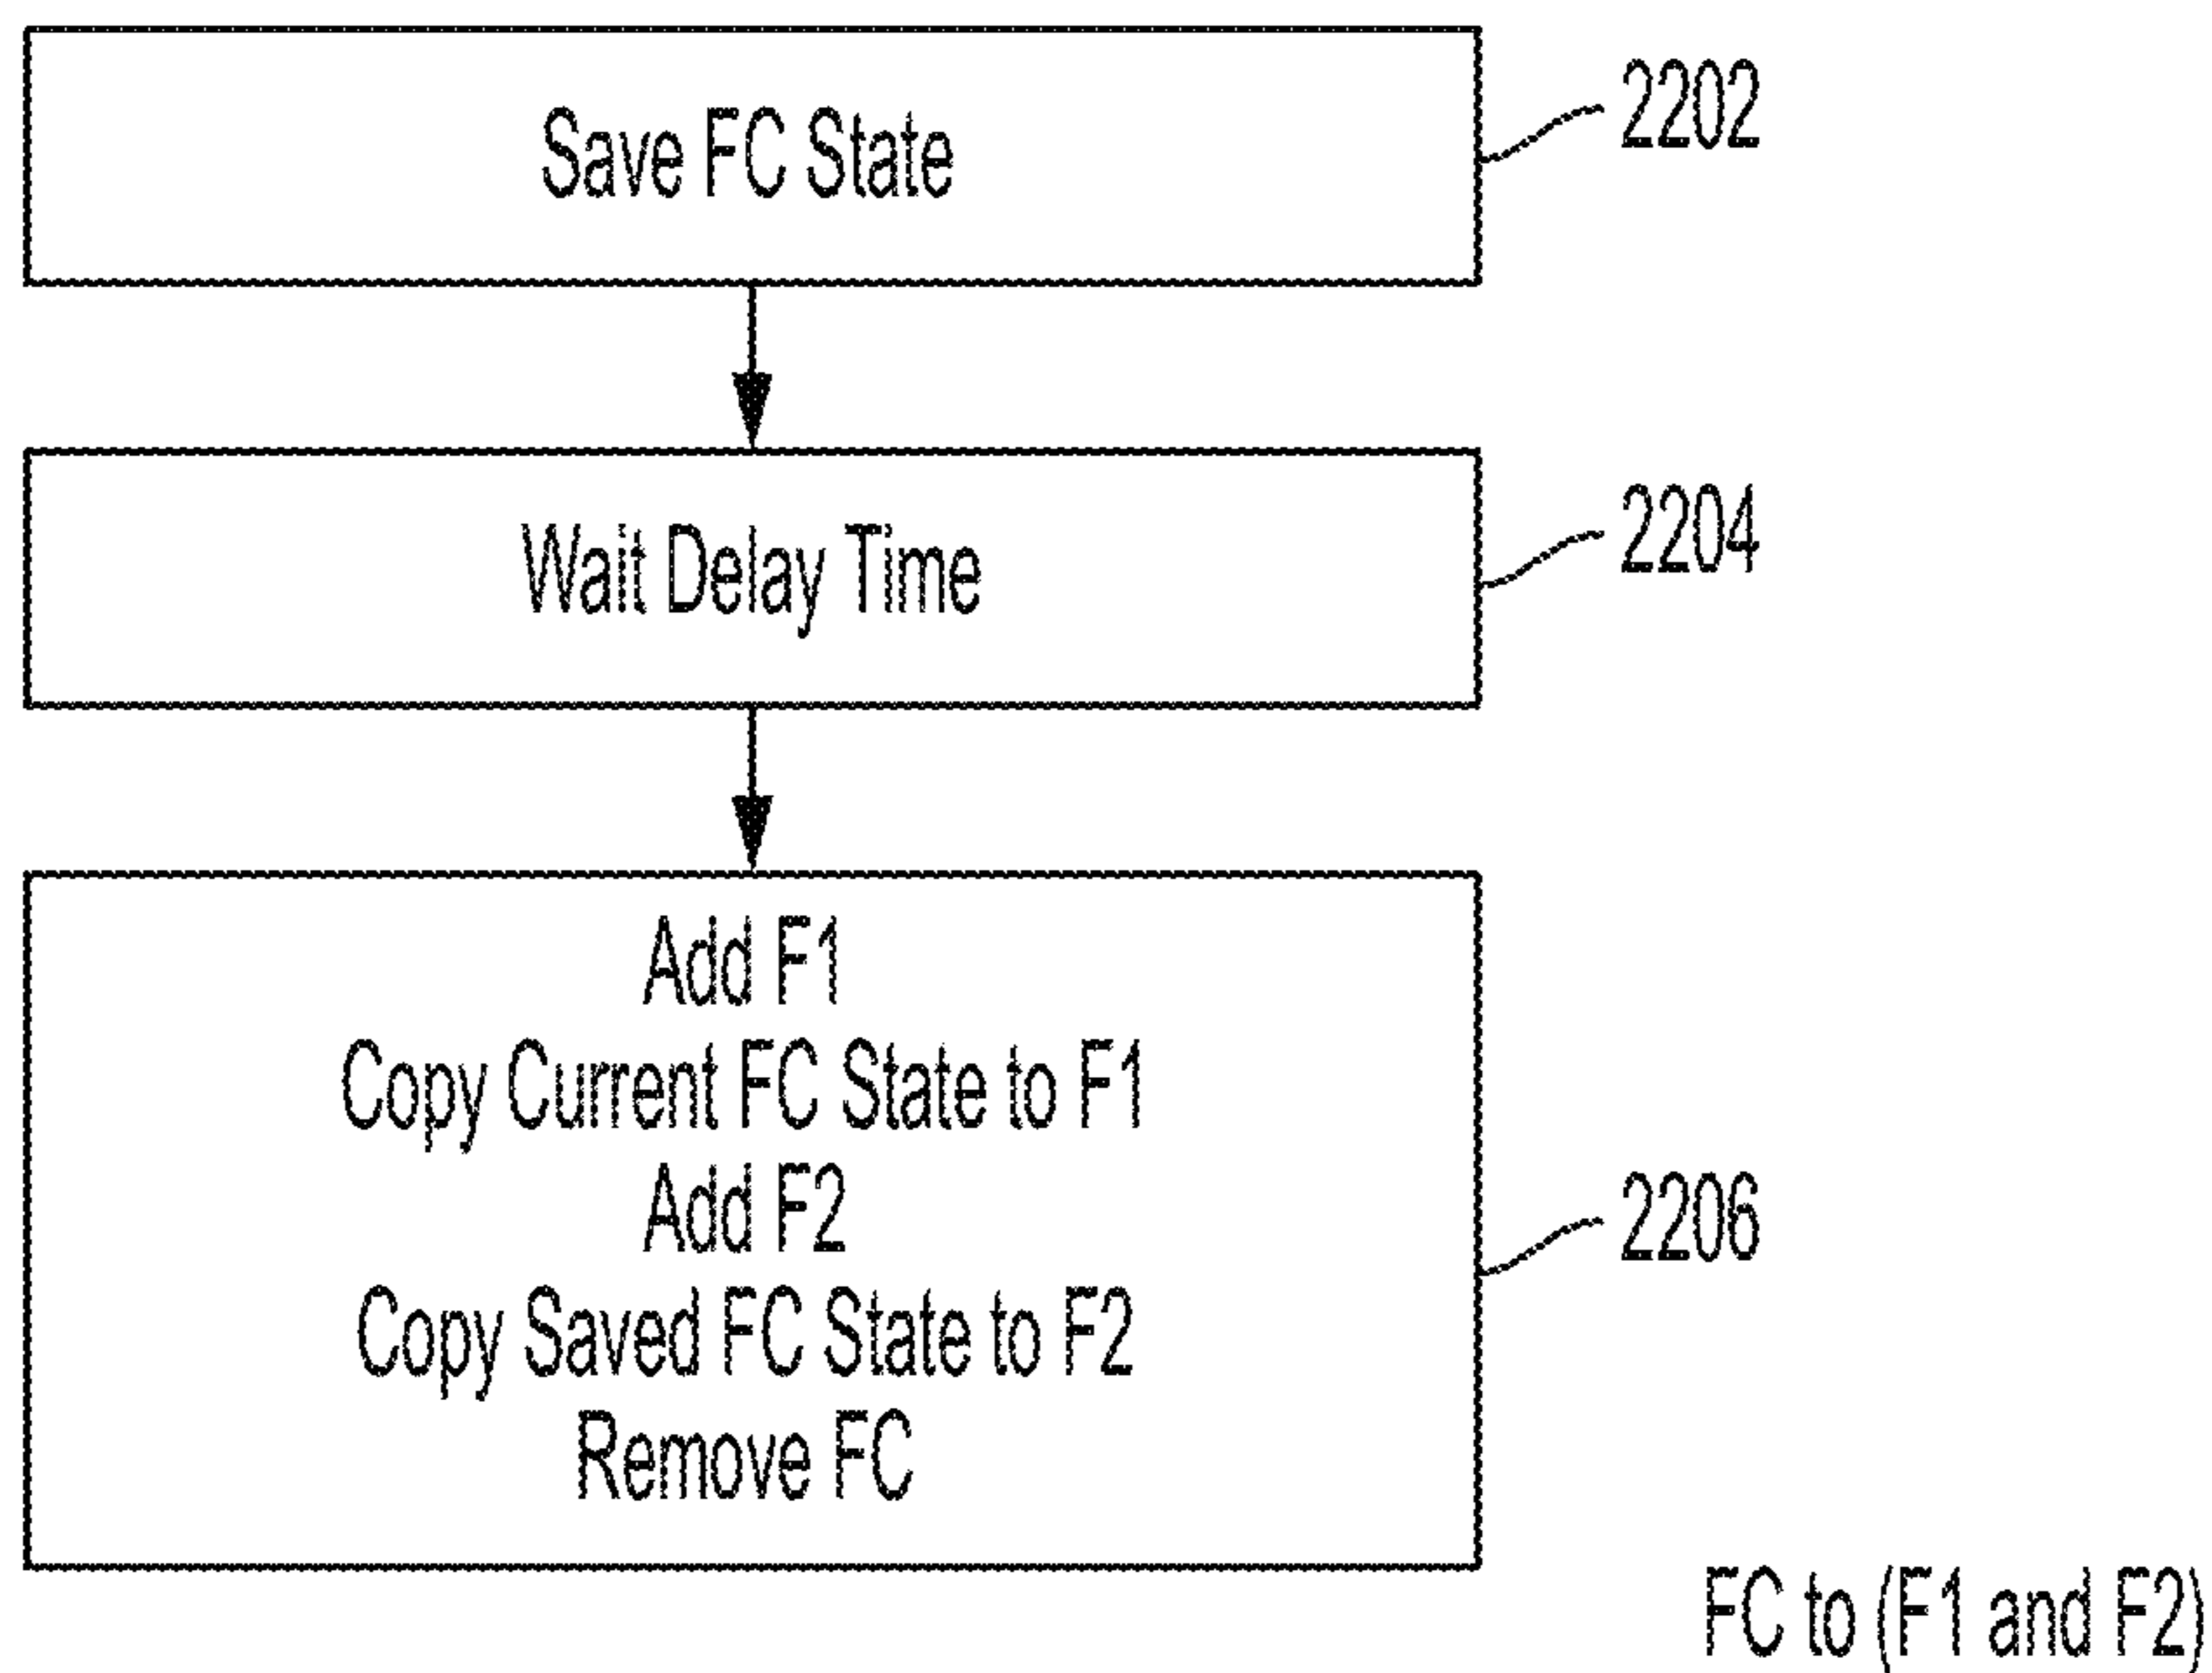 Save FC State
2202
Wait Delay Time
2204
Add F1
Copy Current FC State to F1
Add F2
Copy Saved FC State to F2
Remove FC
2206
FC to (F1 and F2)